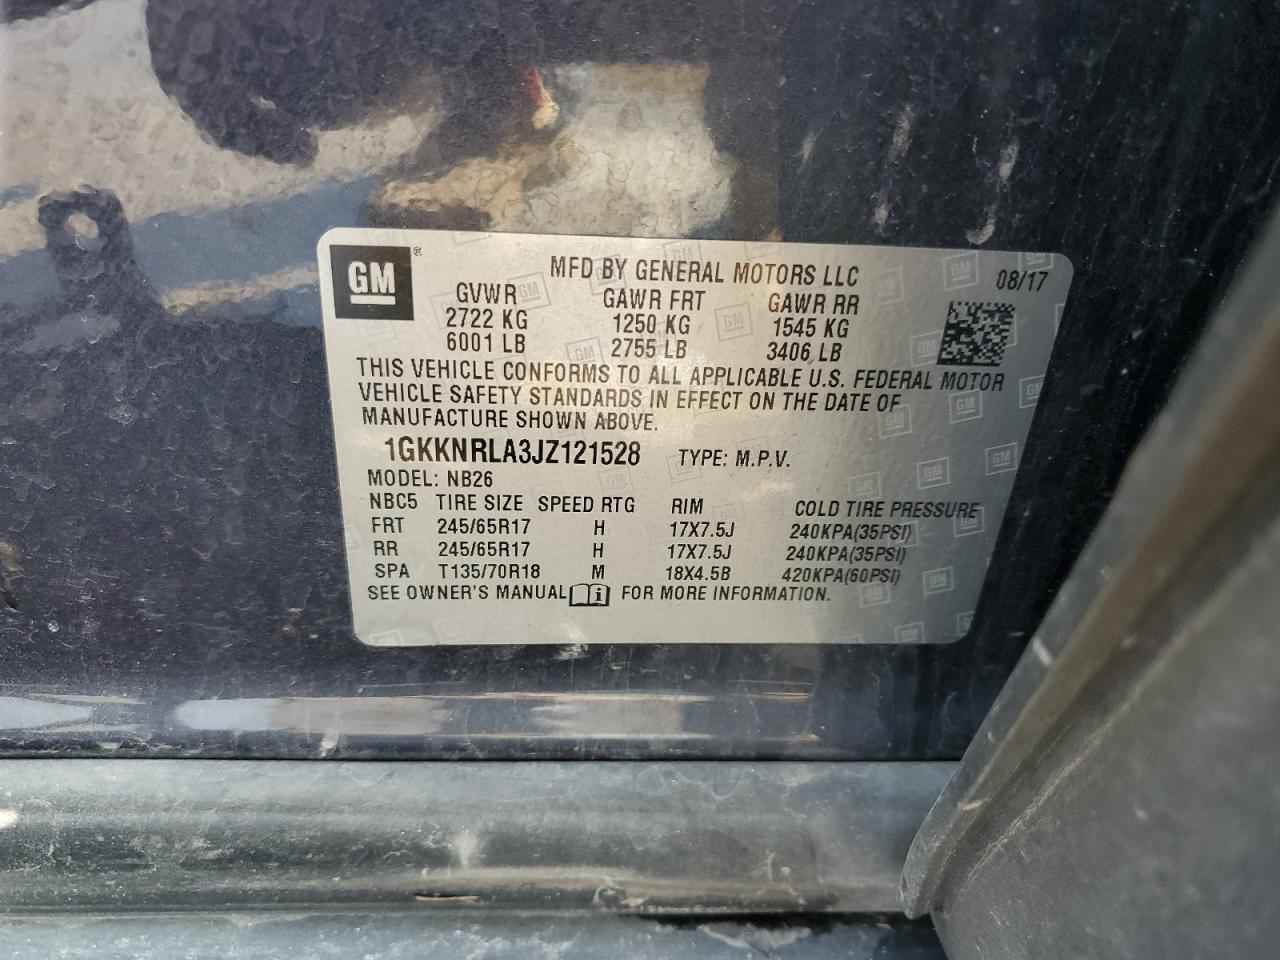 GM ®
MFD BY GENERAL MOTORS LLC 08/17
GVWR GAWR FRT GAWR RR
2722 KG 1250 KG 1545 KG
6001 LB 2755 LB 3406 LB
THIS VEHICLE CONFORMS TO ALL APPLICABLE U.S. FEDERAL MOTOR
VEHICLE SAFETY STANDARDS IN EFFECT ON THE DATE OF
MANUFACTURE SHOWN ABOVE.
1GKKNRLA3JZ121528 TYPE: M.P.V.
MODEL: NB26
NBC5 TIRE SIZE SPEED RTG RIM COLD TIRE PRESSURE
FRT 245/65R17 H 17X7.5J 240KPA(35PSI)
RR 245/65R17 H 17X7.5J 240KPA(35PSI)
SPA T135/70R18 M 18X4.5B 420KPA(60PSI)
SEE OWNER'S MANUAL i FOR MORE INFORMATION.